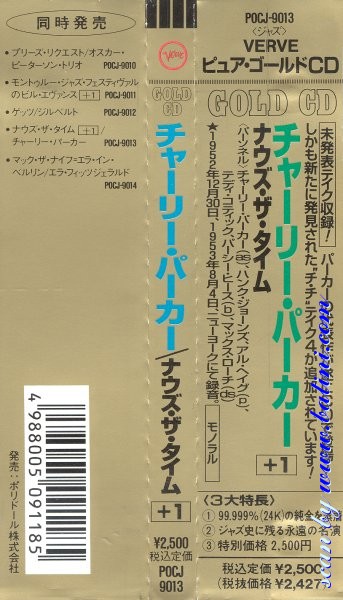 同時発売
● プリーズ・リクエスト/オスカー・
ピーターソン・トリオ POCJ-9010
● モントゥルー・ジャズ・フェスティヴァル
のビル・エヴァンス +1 POCJ-9011
● ゲッツ/ジルベルト POCJ-9012
● ナウズ・ザ・タイム +1 /
チャーリー・パーカー POCJ-9013
● マック・ザ・ナイフ-エラ・イン・
ベルリン/エラ・フィッツジェラルド
POCJ-9014
4 988005 091185
発売:ポリドール株式会社
VERVE
GOLD
CD
チャーリー・パーカー/ナウズ・ザ・タイム +1
¥2,500
税込定価
POCJ
9013
POCJ-9013
〈ジャズ〉
VERVE
ピュア・ゴールドCD
GOLD CD
未発表テイク収録! パーカー
しかも新たに発見された“チ・チ”テイク4が追加されています!
チャーリー・パーカー
ナウズ・ザ・タイム
+1
〈パーソネル〉チャーリー・パーカー(as)、ハンク・ジョーンズ、アル・ヘイグ(p)、
テディ・コティック、パーシー・ヒース(b)、マックス・ローチ(ds)
★1952年12月30日、1953年8月4日、ニューヨークにて録音。
モノラル
〈3大特長〉
① 99.999%(24K)の純金を蒸着
② ジャズ史に残る永遠の名演
③ 特別価格 2,500円
税込定価 ¥2,500
(税抜価格 ¥2,427)